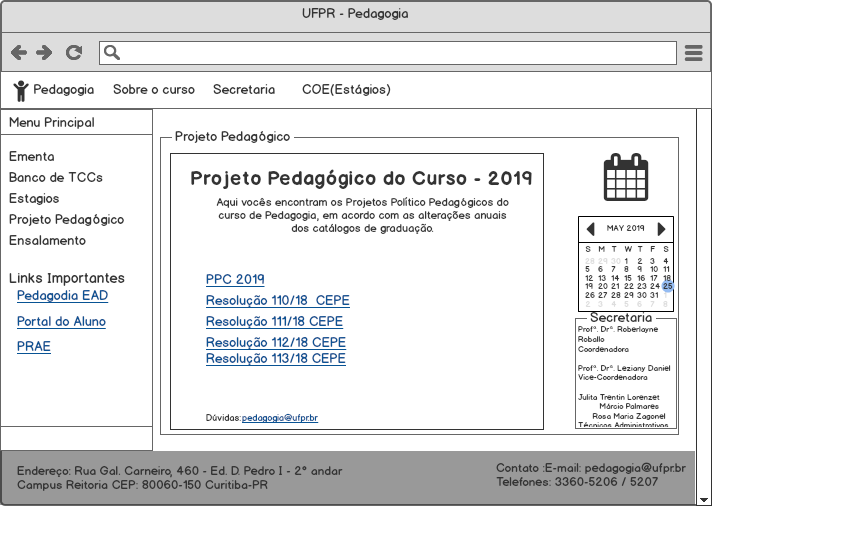 UFPR - Pedagogia
Pedagogia Sobre o curso Secretaria COE(Estágios)
Menu Principal
Ementa
Banco de TCCs
Estagios
Projeto Pedagógico
Ensalamento
Links Importantes
Pedagodia EAD
Portal do Aluno
PRAE
Projeto Pedagógico
Projeto Pedagógico do Curso - 2019
Aqui vocês encontram os Projetos Político Pedagógicos do
curso de Pedagogia, em acordo com as alterações anuais
dos catálogos de graduação.
PPC 2019
Resolução 110/18 CEPE
Resolução 111/18 CEPE
Resolução 112/18 CEPE
Resolução 113/18 CEPE
Dúvidas:pedagogia@ufpr.br
MAY 2019
S M T W T F S
28 29 30 1 2 3 4
5 6 7 8 9 10 11
12 13 14 15 16 17 18
19 20 21 22 23 24 25
26 27 28 29 30 31 1
2 3 4 5 6 7 8
Secretaria
Profª. Drª. Roberlayne
Roballo
Coordenadora
Profª. Drª. Leziany Daniel
Vice-Coordenadora
Julita Trentin Lorenzet
Márcio Palmares
Rosa Maria Zagonel
Técnicos Administrativos
Endereço: Rua Gal. Carneiro, 460 - Ed. D. Pedro I - 2° andar
Campus Reitoria CEP: 80060-150 Curitiba-PR
Contato :E-mail: pedagogia@ufpr.br
Telefones: 3360-5206 / 5207